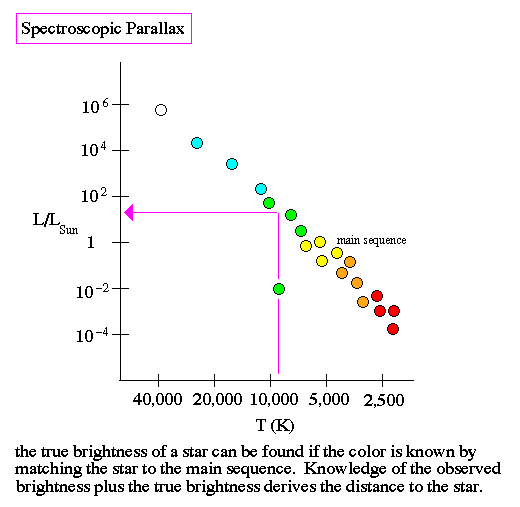 Spectroscopic Parallax
10^6
10^4
10^2
L/L_Sun
1
main sequence
10^-2
10^-4
40,000 20,000 10,000 5,000 2,500
T (K)
the true brightness of a star can be found if the color is known by
matching the star to the main sequence. Knowledge of the observed
brightness plus the true brightness derives the distance to the star.